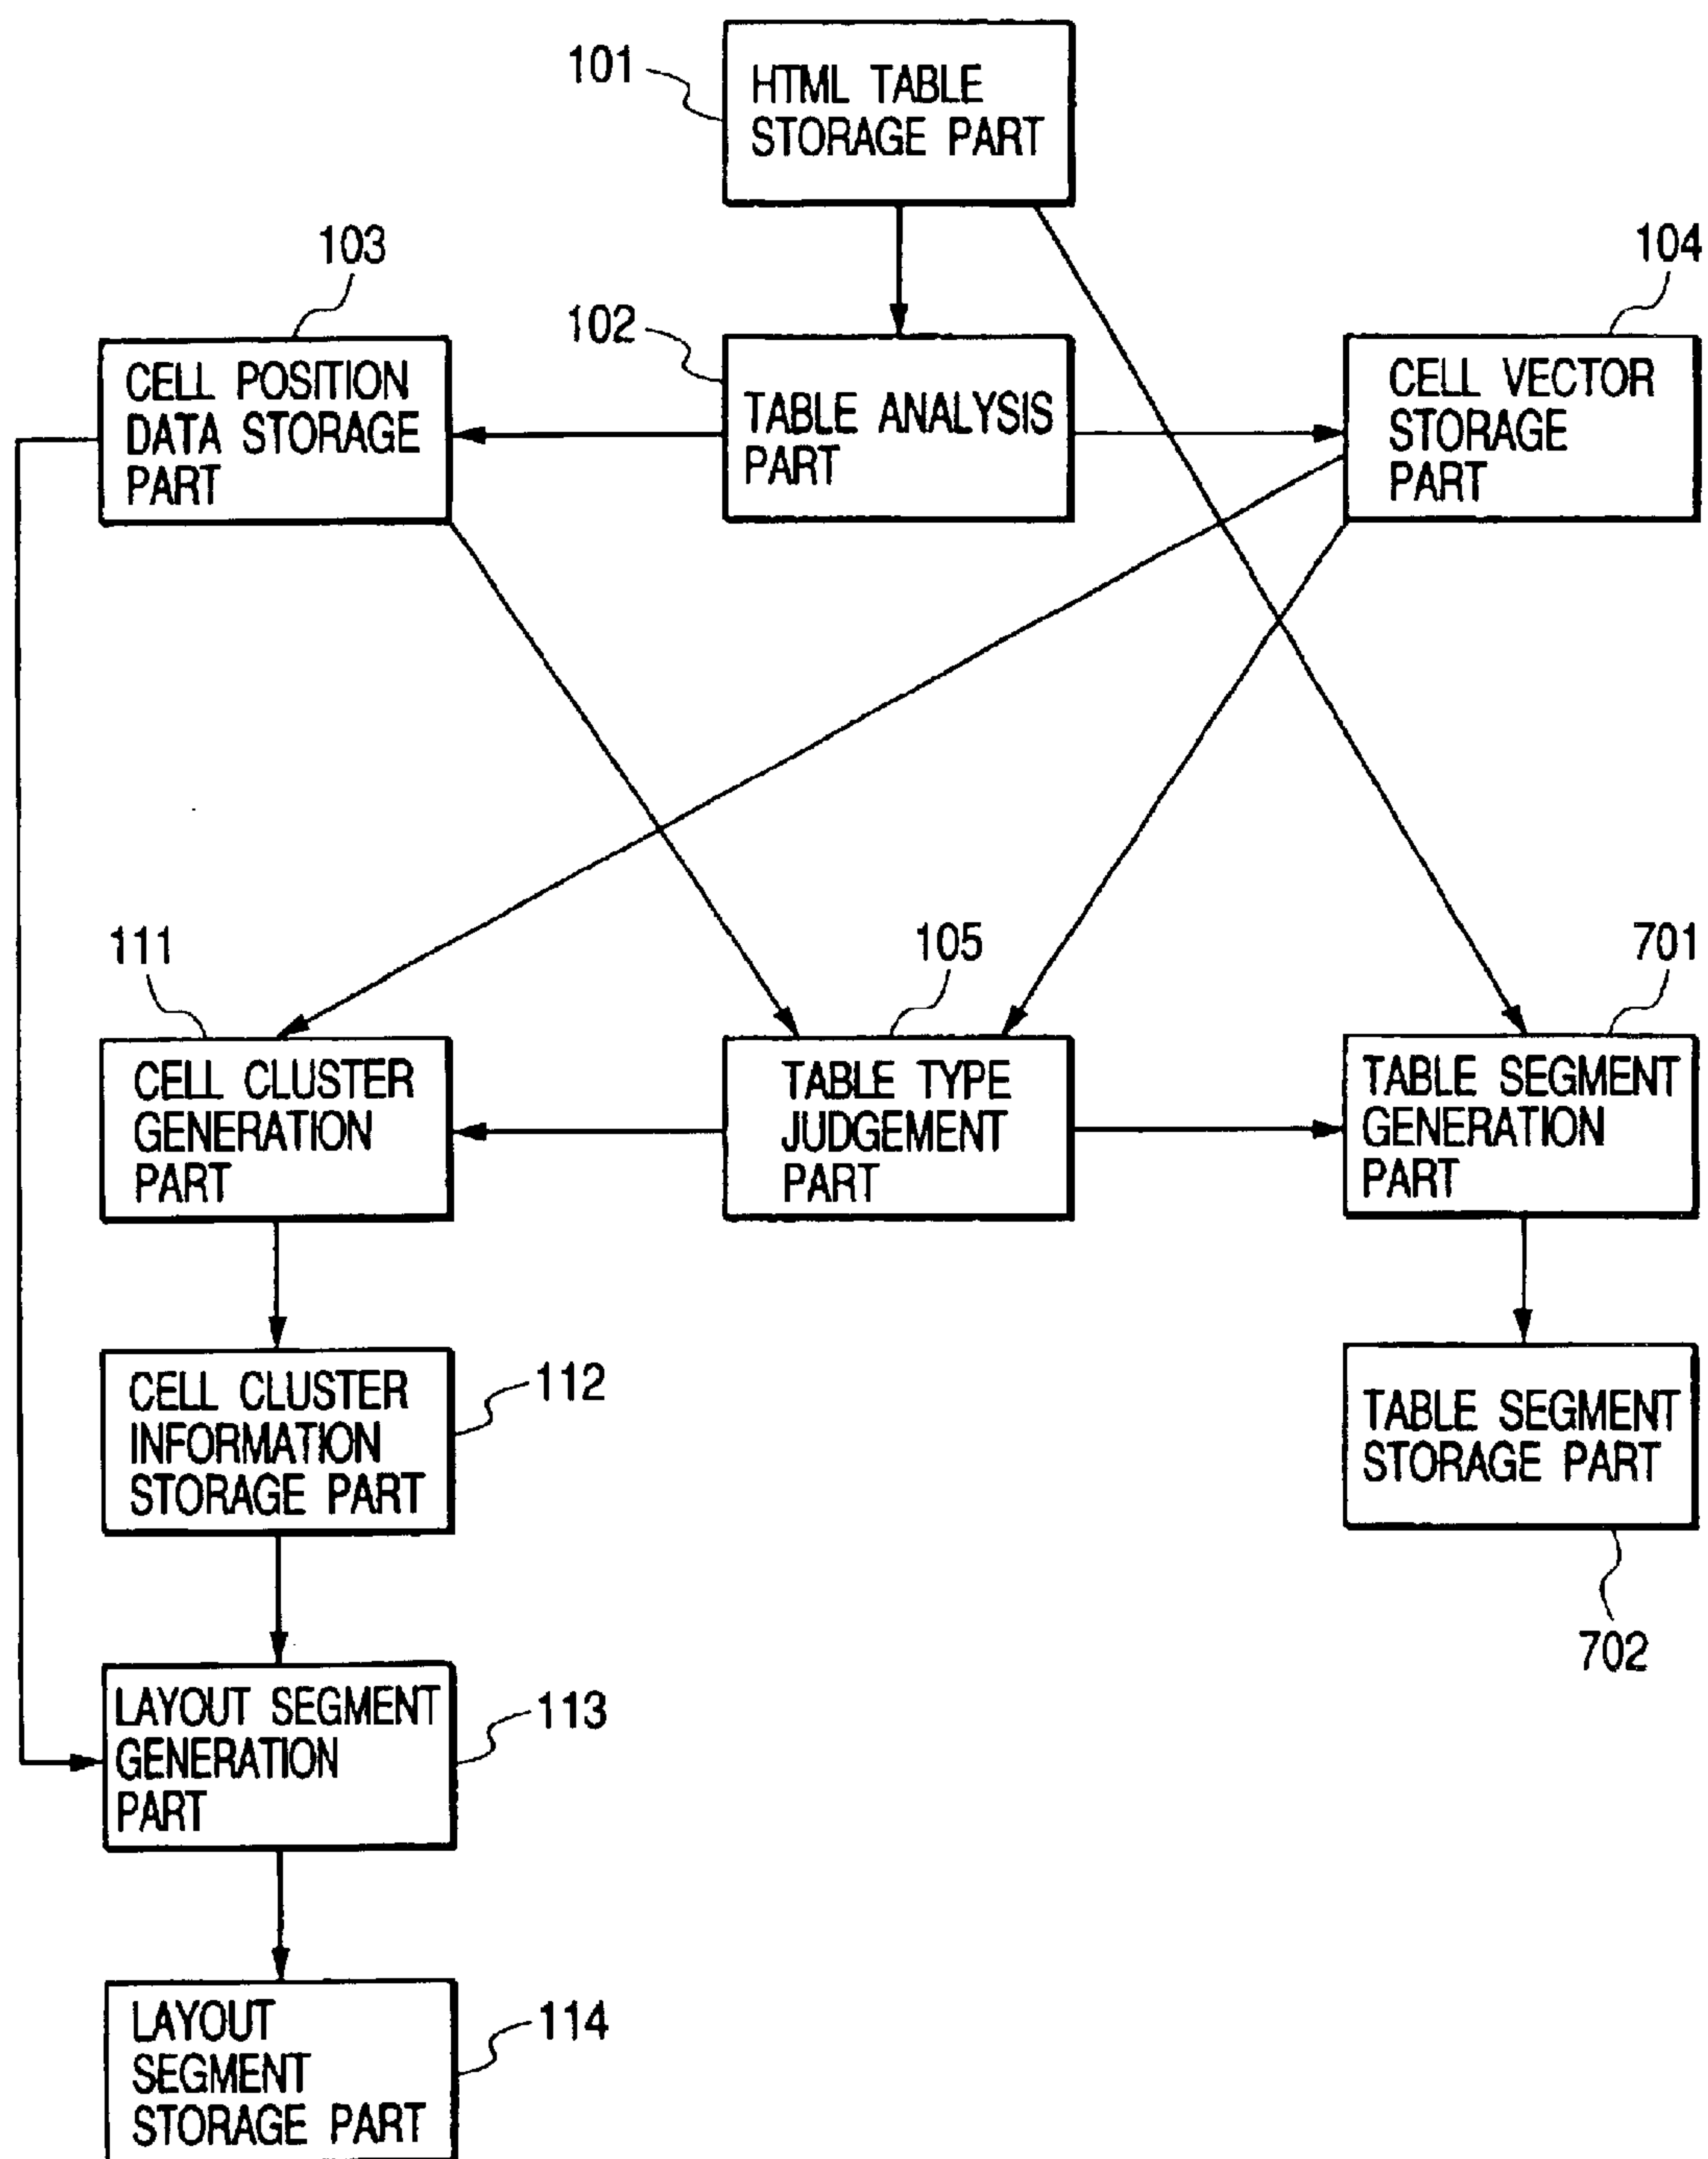 101
HTML TABLE
STORAGE PART
103
104
102
CELL POSITION
DATA STORAGE
PART
TABLE ANALYSIS
PART
CELL VECTOR
STORAGE
PART
111
105
701
CELL CLUSTER
GENERATION
PART
TABLE TYPE
JUDGEMENT
PART
TABLE SEGMENT
GENERATION
PART
CELL CLUSTER
INFORMATION
STORAGE PART
112
TABLE SEGMENT
STORAGE PART
702
LAYOUT SEGMENT
GENERATION
PART
113
LAYOUT
SEGMENT
STORAGE PART
114